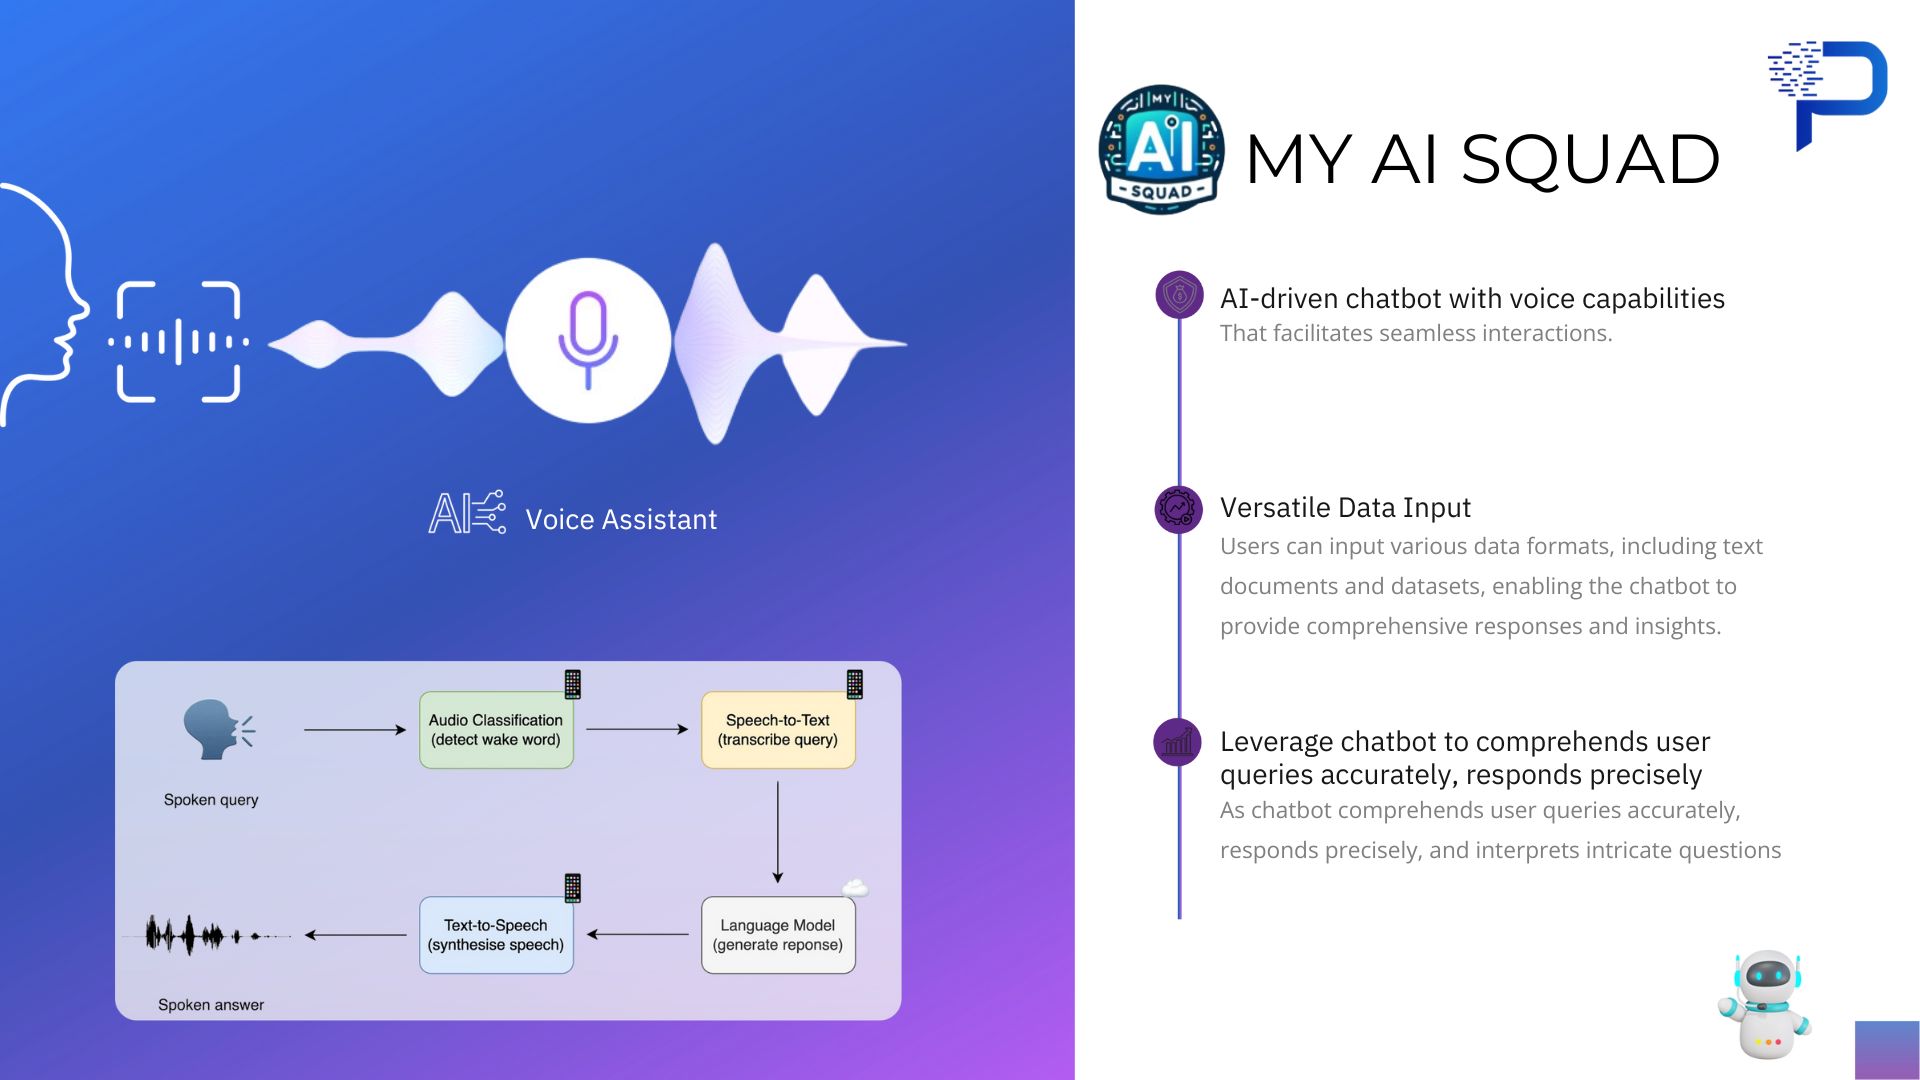 AI Voice Assistant
Audio Classification
(detect wake word)
Speech-to-Text
(transcribe query)
Spoken query
Text-to-Speech
(synthesise speech)
Language Model
(generate reponse)
Spoken answer
MY
AI
SQUAD
MY AI SQUAD
P
AI-driven chatbot with voice capabilities
That facilitates seamless interactions.
Versatile Data Input
Users can input various data formats, including text
documents and datasets, enabling the chatbot to
provide comprehensive responses and insights.
Leverage chatbot to comprehends user
queries accurately, responds precisely
As chatbot comprehends user queries accurately,
responds precisely, and interprets intricate questions